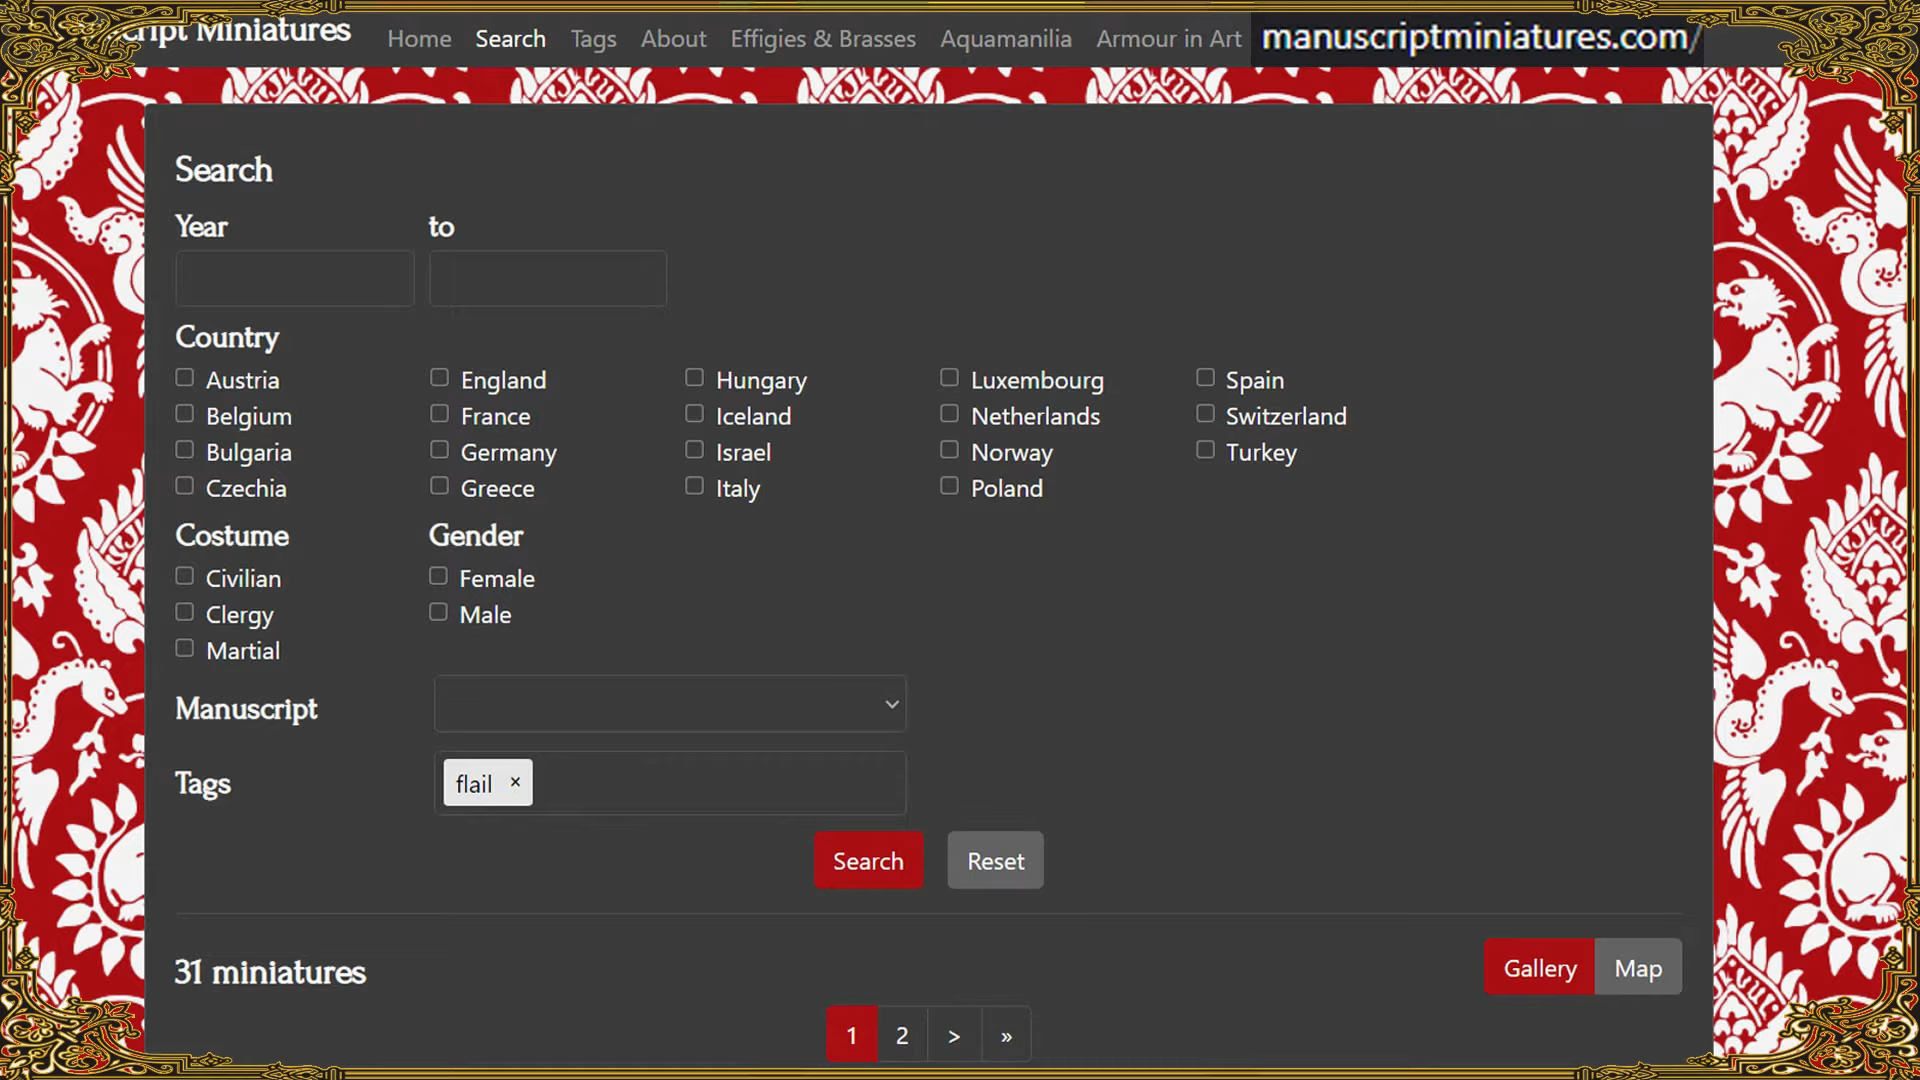 cript Miniatures Home Search Tags About Effigies & Brasses Aquamanilia Armour in Art manuscriptminiatures.com/
Search
Year to
Country
Austria England Hungary Luxembourg Spain
Belgium France Iceland Netherlands Switzerland
Bulgaria Germany Israel Norway Turkey
Czechia Greece Italy Poland
Costume Gender
Civilian Female
Clergy Male
Martial
Manuscript
Tags flail ×
Search Reset
31 miniatures Gallery Map
1 2 > »